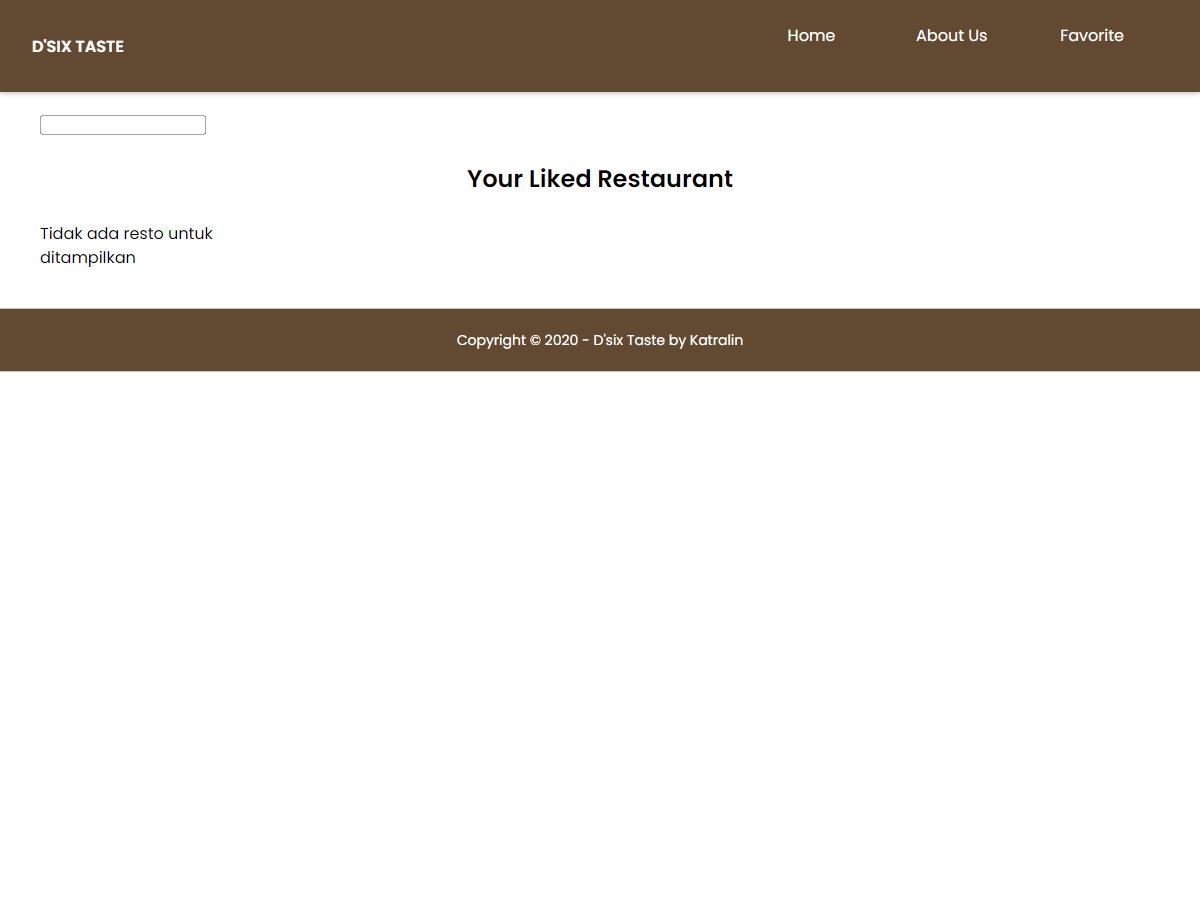 D'SIX TASTE
Home
About Us
Favorite
Your Liked Restaurant
Tidak ada resto untuk
ditampilkan
Copyright © 2020 - D'six Taste by Katralin